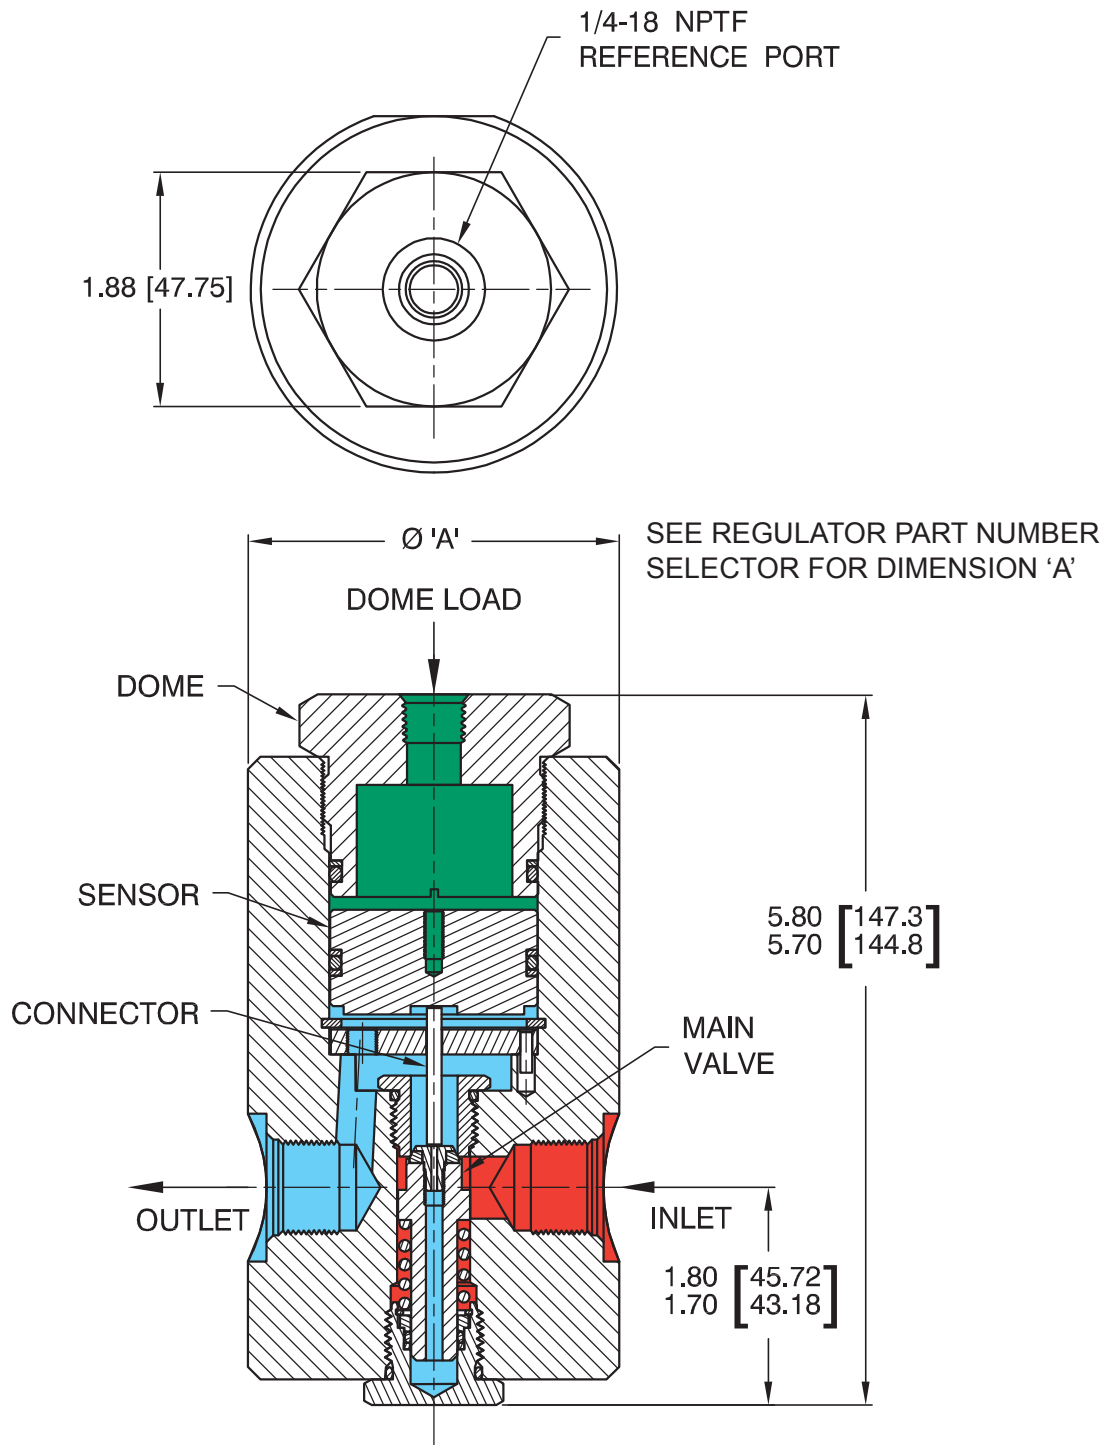 1/4-18 NPTF
REFERENCE PORT
1.88 [47.75]
Ø 'A'
SEE REGULATOR PART NUMBER
SELECTOR FOR DIMENSION ‘A’
DOME LOAD
DOME
SENSOR
5.80 [147.3]
5.70 [144.8]
CONNECTOR
MAIN
VALVE
OUTLET
INLET
1.80 [45.72]
1.70 [43.18]